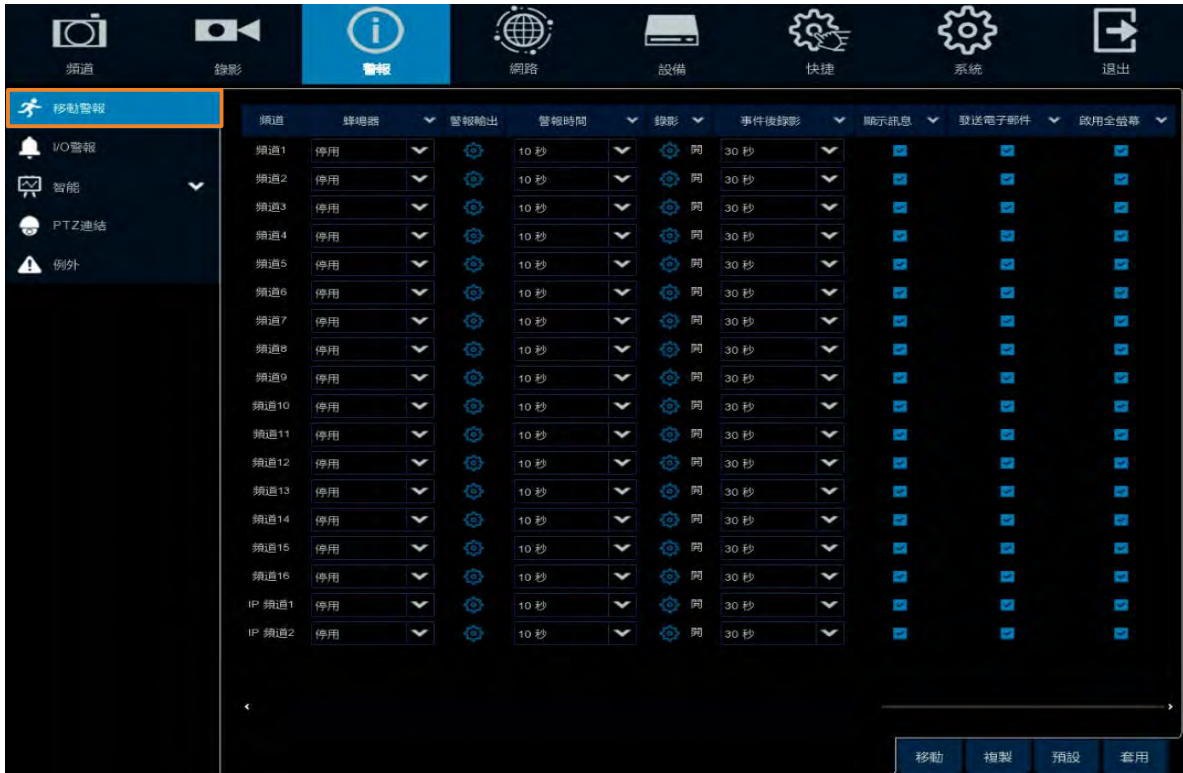 頻道 錄影 警報 網路 設備 快捷 系統 退出
移動警報
I/O警報
智能
PTZ連結
例外
頻道 蜂鳴器 警報輸出 警報時間 錄影 事件後錄影 顯示訊息 發送電子郵件 啟用全螢幕
頻道1 停用 10 秒 開 30 秒
頻道2 停用 10 秒 開 30 秒
頻道3 停用 10 秒 開 30 秒
頻道4 停用 10 秒 開 30 秒
頻道5 停用 10 秒 開 30 秒
頻道6 停用 10 秒 開 30 秒
頻道7 停用 10 秒 開 30 秒
頻道8 停用 10 秒 開 30 秒
頻道9 停用 10 秒 開 30 秒
頻道10 停用 10 秒 開 30 秒
頻道11 停用 10 秒 開 30 秒
頻道12 停用 10 秒 開 30 秒
頻道13 停用 10 秒 開 30 秒
頻道14 停用 10 秒 開 30 秒
頻道15 停用 10 秒 開 30 秒
頻道16 停用 10 秒 開 30 秒
IP 頻道1 停用 10 秒 開 30 秒
IP 頻道2 停用 10 秒 開 30 秒
移動 複製 預設 套用